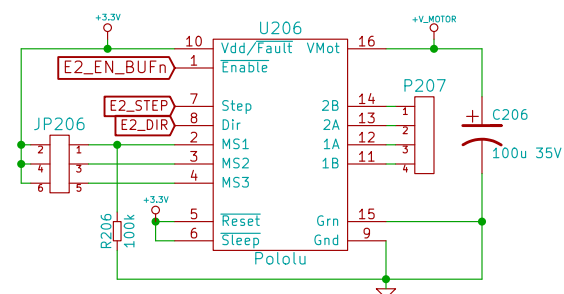 +3.3V
U206
+V_MOTOR
10 Vdd/Fault VMot 16
E2_EN_BUFn 1 Enable
P207
E2_STEP 7 Step 2B 14 1
E2_DIR 8 Dir 2A 13 2
JP206
2 1 2 MS1 1A 12 3
4 3 3 MS2 1B 11 4
6 5 4 MS3
C206
100u 35V
+3.3V
R206
100k
5 Reset Grn 15
6 Sleep Gnd 9
Pololu